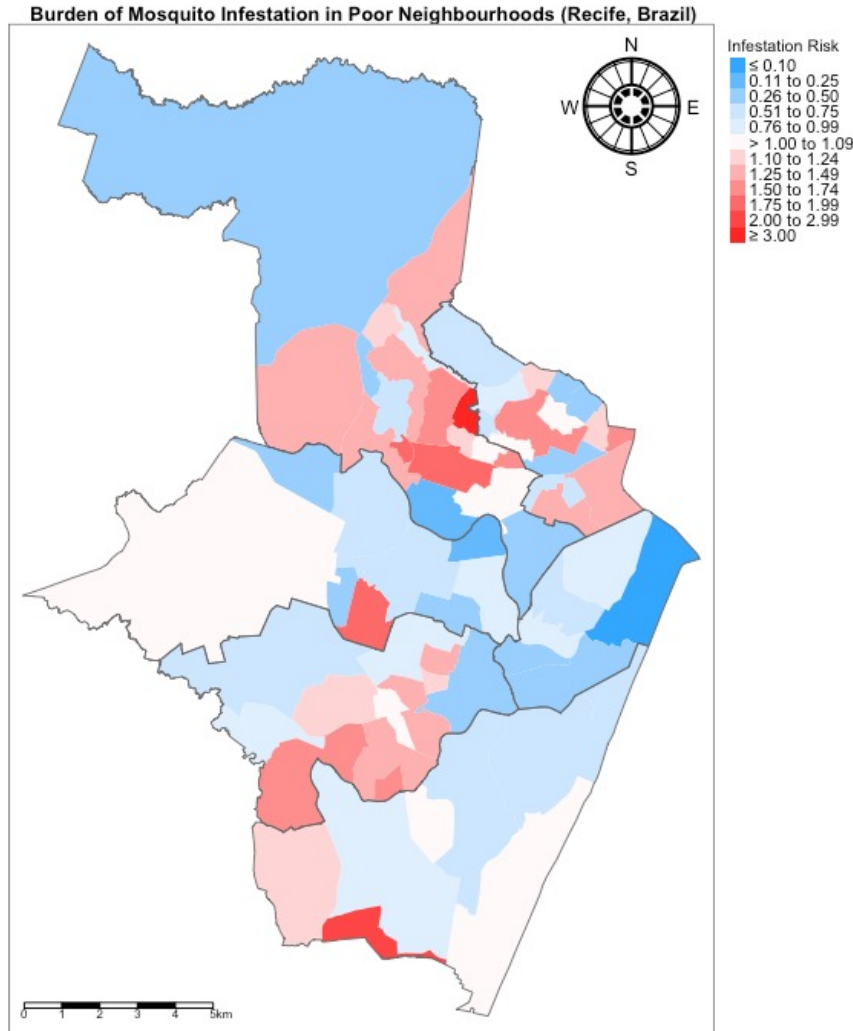 Burden of Mosquito Infestation in Poor Neighbourhoods (Recife, Brazil)
Infestation Risk
≤ 0.10
0.11 to 0.25
0.26 to 0.50
0.51 to 0.75
0.76 to 0.99
> 1.00 to 1.09
1.10 to 1.24
1.25 to 1.49
1.50 to 1.74
1.75 to 1.99
2.00 to 2.99
≥ 3.00
N
W E
S
0 1 2 3 4 5km